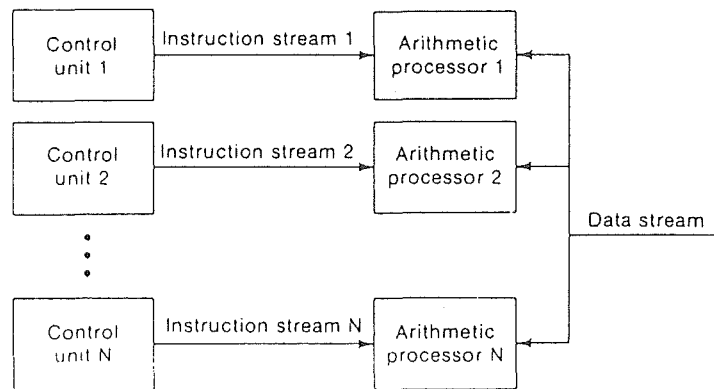 Control
unit 1
Instruction stream 1
Arithmetic
processor 1
Control
unit 2
Instruction stream 2
Arithmetic
processor 2
Data stream
Control
unit N
Instruction stream N
Arithmetic
processor N